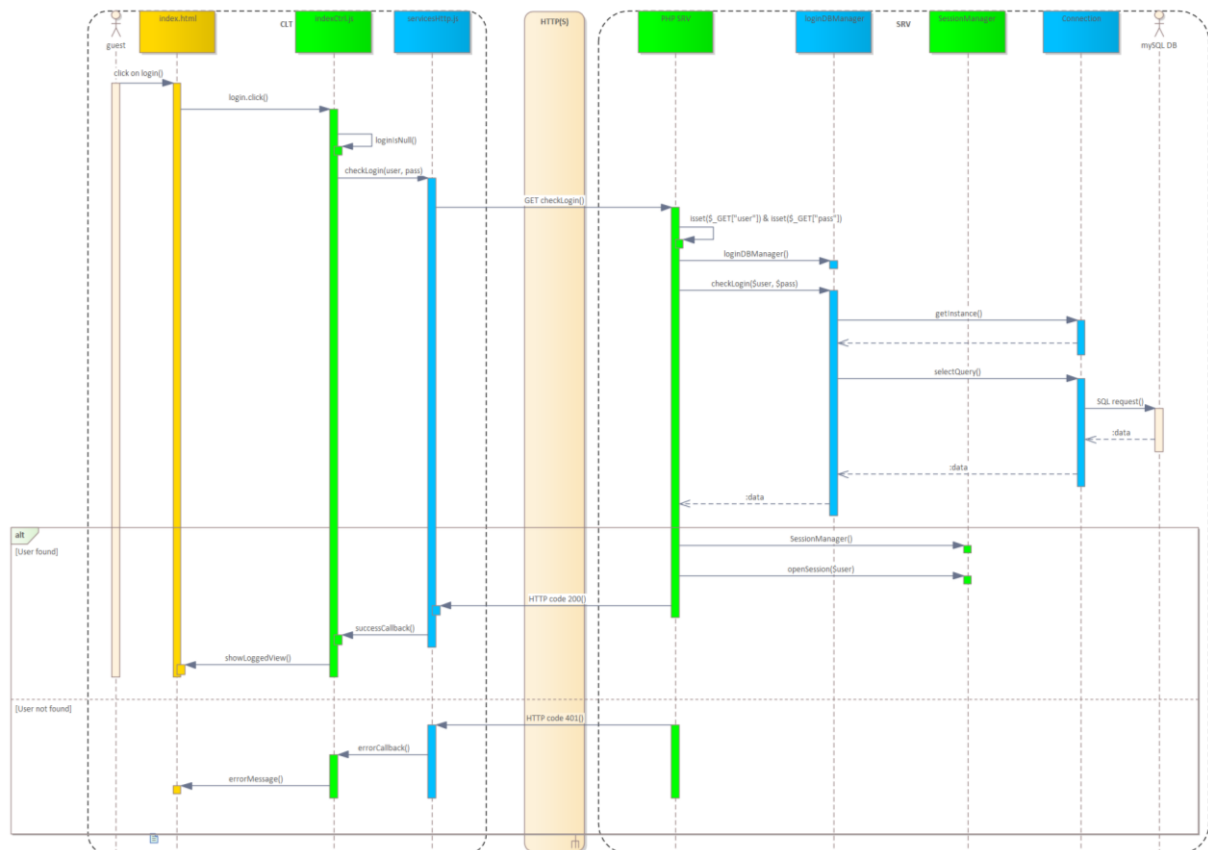 index.html
CLT
indexCtrl.js
servicesHttp.js
HTTP[S]
PHP SRV
loginDBManager
SRV
SessionManager
Connection
guest
mySQL DB
click on login()
login.click()
loginIsNull()
checkLogin(user, pass)
GET checkLogin()
isset($_GET["user"]) & isset($_GET["pass"])
loginDBManager()
checkLogin($user, $pass)
getInstance()
selectQuery()
SQL request()
:data
:data
:data
alt
[User found]
SessionManager()
openSession($user)
HTTP code 200()
successCallback()
showLoggedView()
[User not found]
HTTP code 401()
errorCallback()
errorMessage()